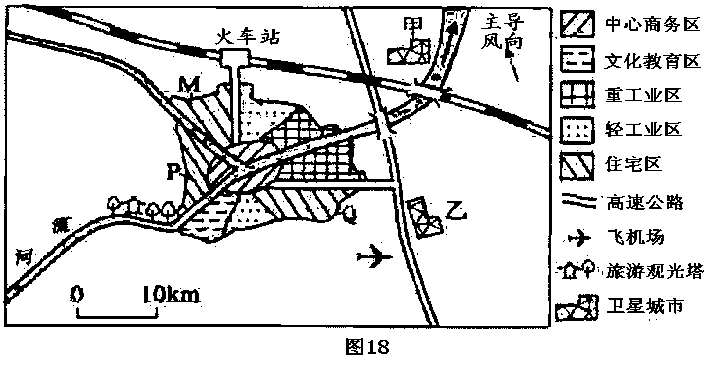 甲
主导
风向
火车站
M
P
Q
乙
河流
0 10km
中心商务区
文化教育区
重工业区
轻工业区
住宅区
高速公路
飞机场
旅游观光塔
卫星城市
图18